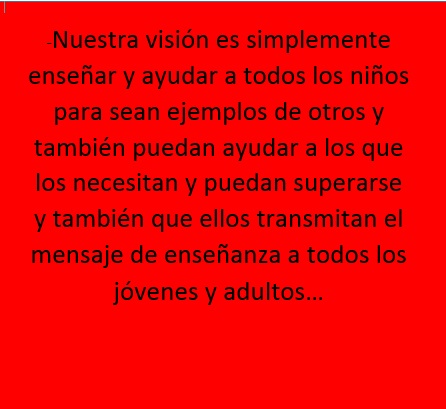 -Nuestra visión es simplemente
enseñar y ayudar a todos los niños
para sean ejemplos de otros y
también puedan ayudar a los que
los necesitan y puedan superarse
y también que ellos transmitan el
mensaje de enseñanza a todos los
jóvenes y adultos...